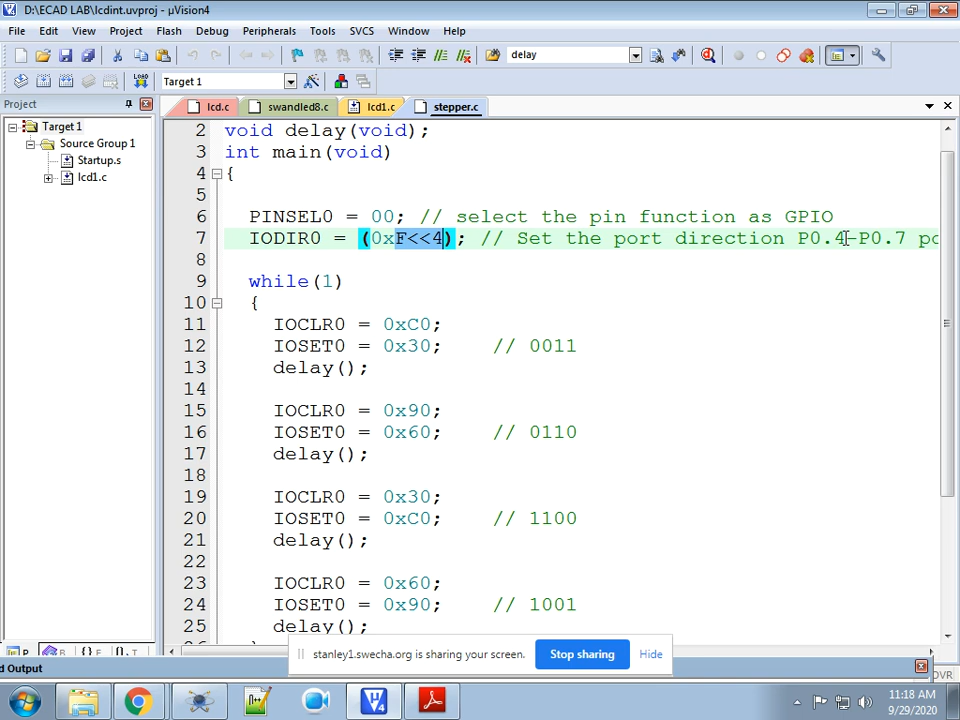 D:\ECAD LAB\lcdint.uvproj - µVision4
File Edit View Project Flash Debug Peripherals Tools SVCS Window Help
delay
LOAD Target 1
Project
lcd.c swandled8.c lcd1.c stepper.c
Target 1
Source Group 1
Startup.s
lcd1.c
2 void delay(void);
3 int main(void)
4 {
5
6 PINSEL0 = 00; // select the pin function as GPIO
7 IODIR0 = (0xF<<4); // Set the port direction P0.4-P0.7 po
8
9 while(1)
10 {
11 IOCLR0 = 0xC0;
12 IOSET0 = 0x30; // 0011
13 delay();
14
15 IOCLR0 = 0x90;
16 IOSET0 = 0x60; // 0110
17 delay();
18
19 IOCLR0 = 0x30;
20 IOSET0 = 0xC0; // 1100
21 delay();
22
23 IOCLR0 = 0x60;
24 IOSET0 = 0x90; // 1001
25 delay();
stanley1.swecha.org is sharing your screen. Stop sharing Hide
d Output
11:18 AM
9/29/2020